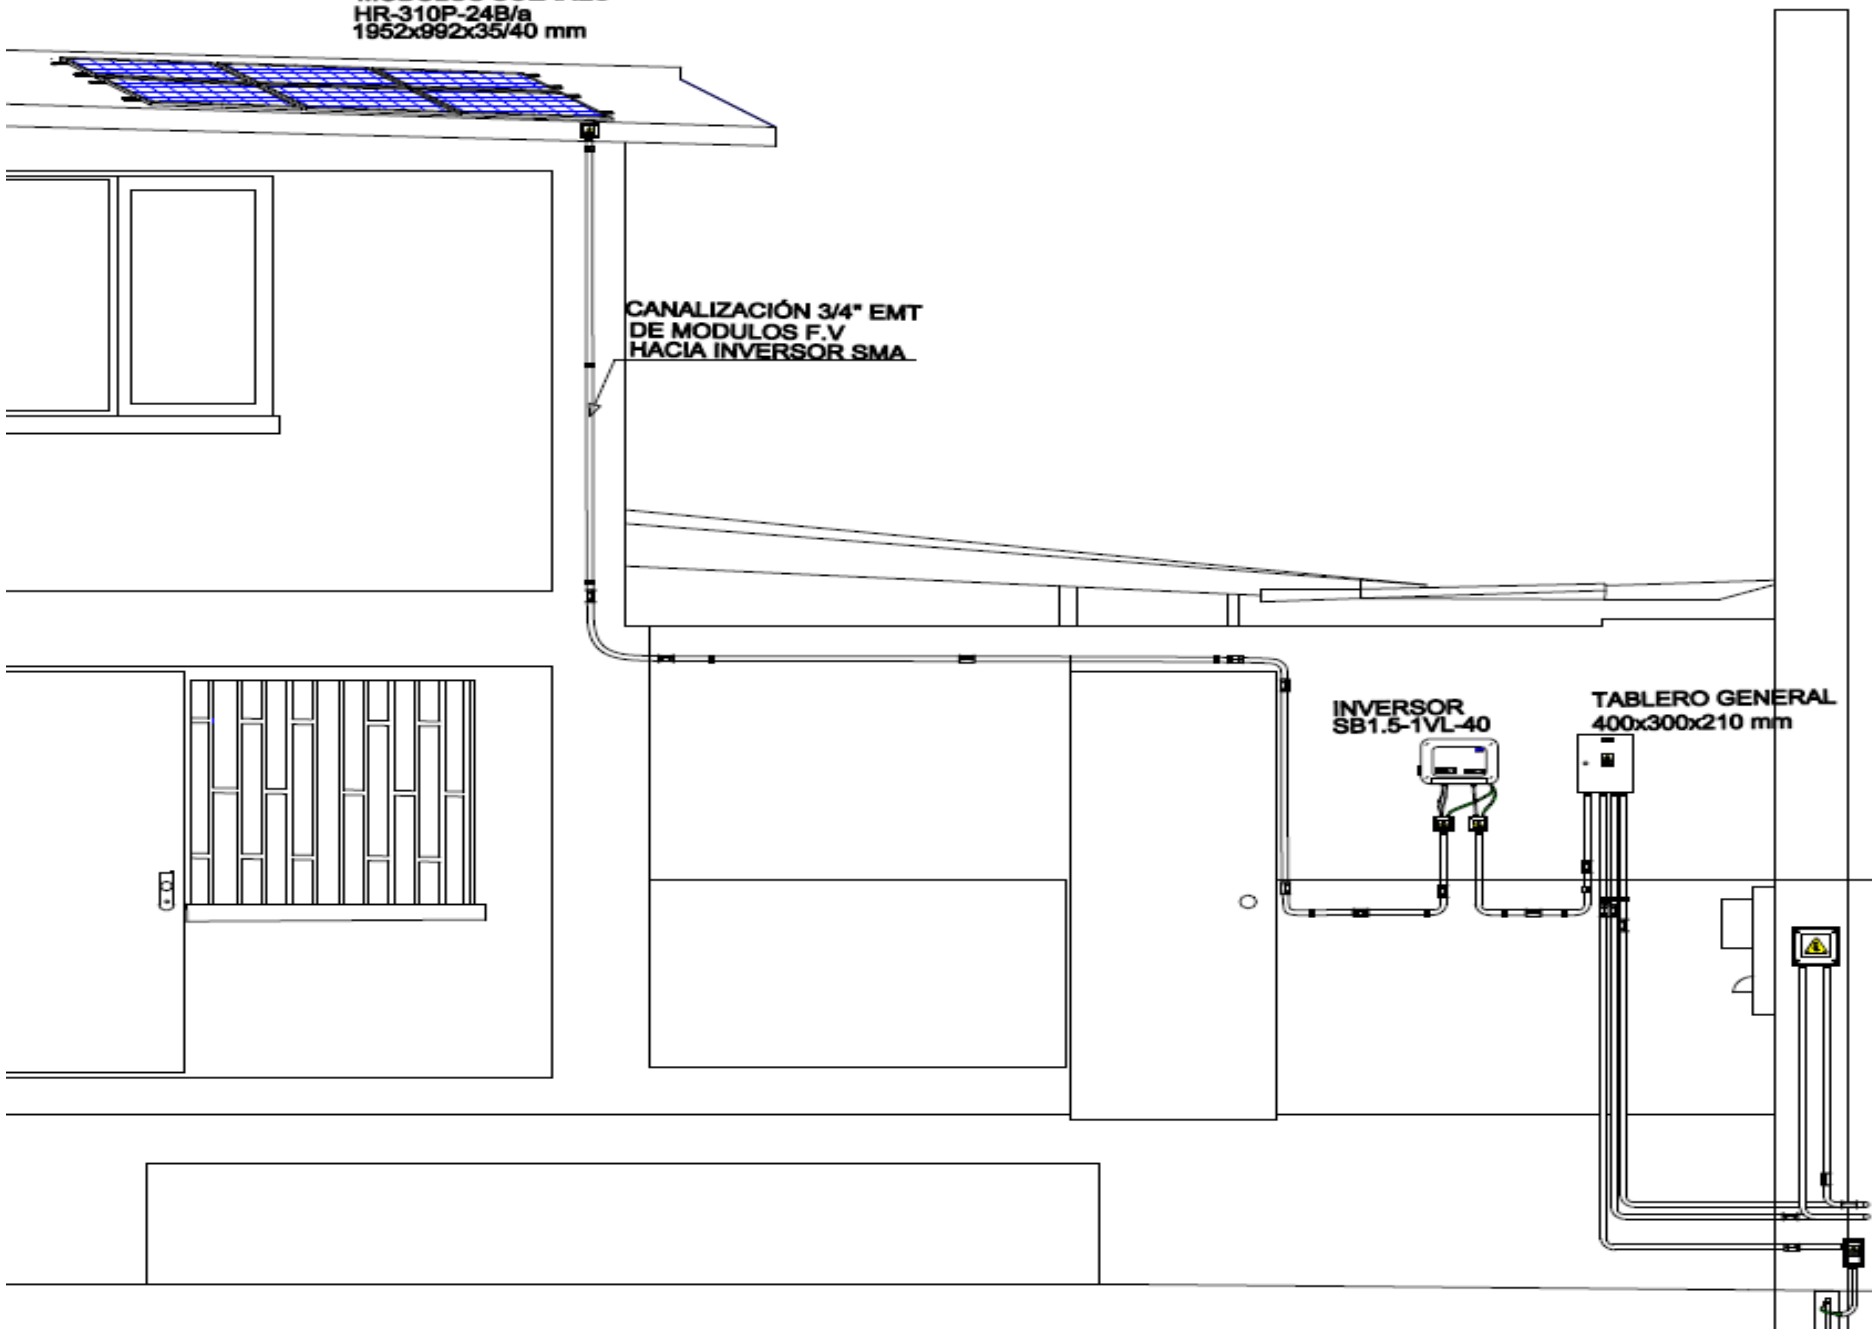 HR-310P-24B/a
1952x992x35/40 mm
CANALIZACIÓN 3/4" EMT
DE MODULOS F.V
HACIA INVERSOR SMA
INVERSOR
SB1.5-1VL-40
TABLERO GENERAL
400x300x210 mm